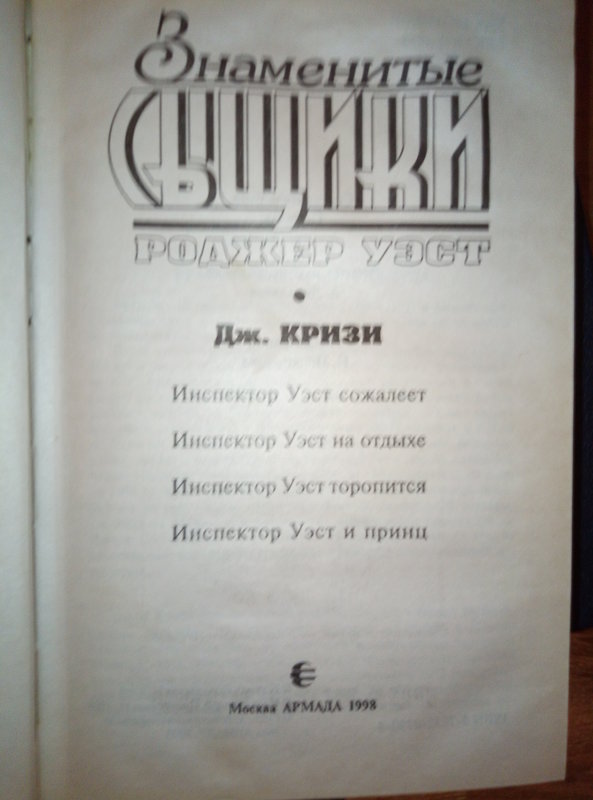 Знаменитые
СЫЩИКИ
РОДЖЕР УЭСТ
Дж. КРИЗИ
Инспектор Уэст сожалеет
Инспектор Уэст на отдыхе
Инспектор Уэст торопится
Инспектор Уэст и принц
Москва АРМАДА 1998